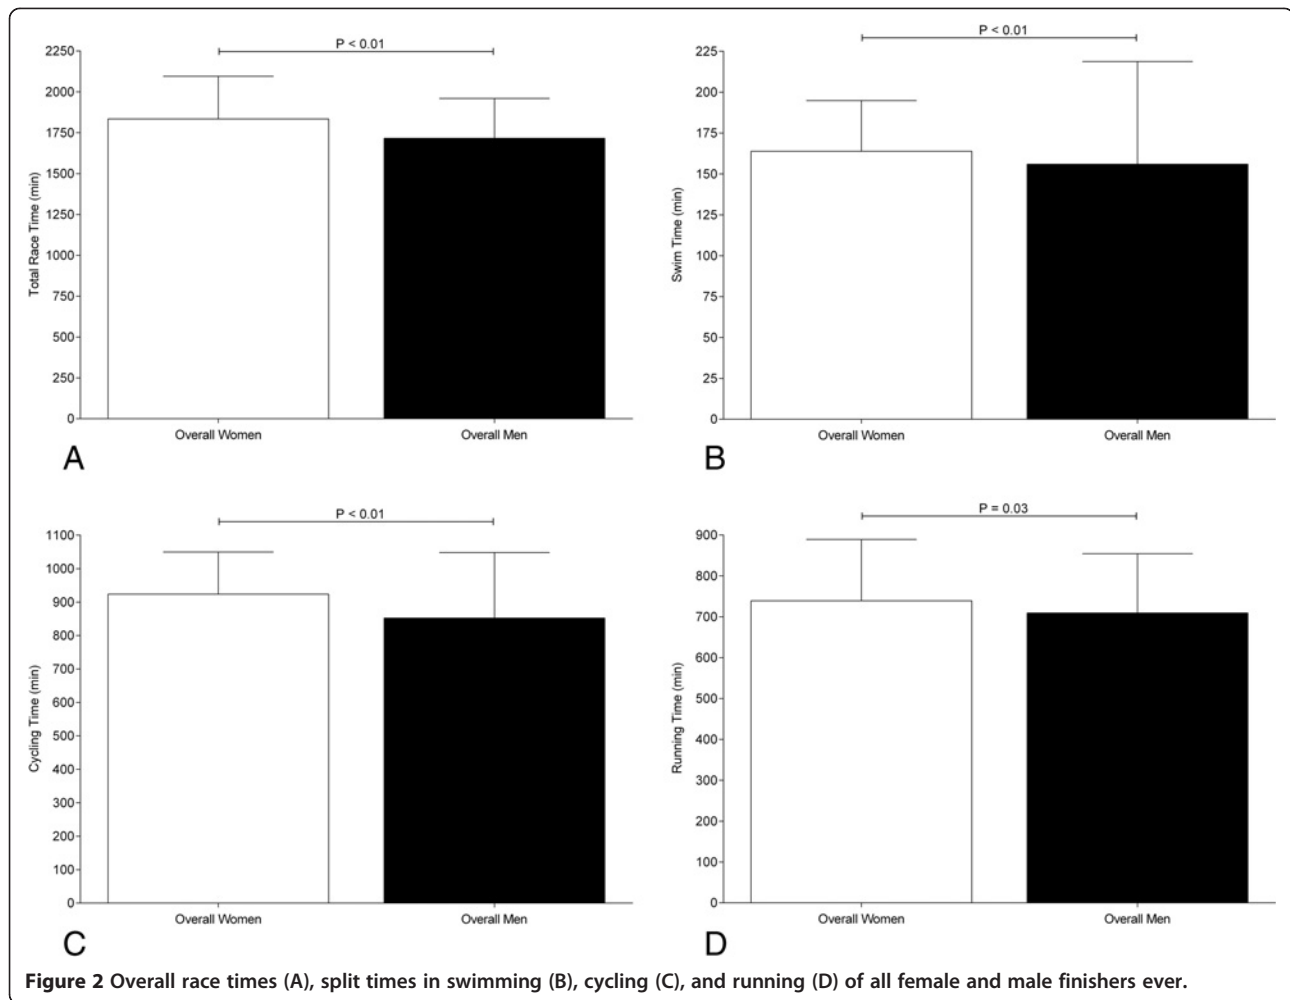 P < 0.01
2250
2000
1750
1500
1250
1000
750
500
250
0
Total Race Time (min)
Overall Women Overall Men
A
P < 0.01
225
200
175
150
125
100
75
50
25
0
Swim Time (min)
Overall Women Overall Men
B
P < 0.01
1100
1000
900
800
700
600
500
400
300
200
100
0
Cycling Time (min)
Overall Women Overall Men
C
P = 0.03
900
800
700
600
500
400
300
200
100
0
Running Time (min)
Overall Women Overall Men
D
Figure 2 Overall race times (A), split times in swimming (B), cycling (C), and running (D) of all female and male finishers ever.